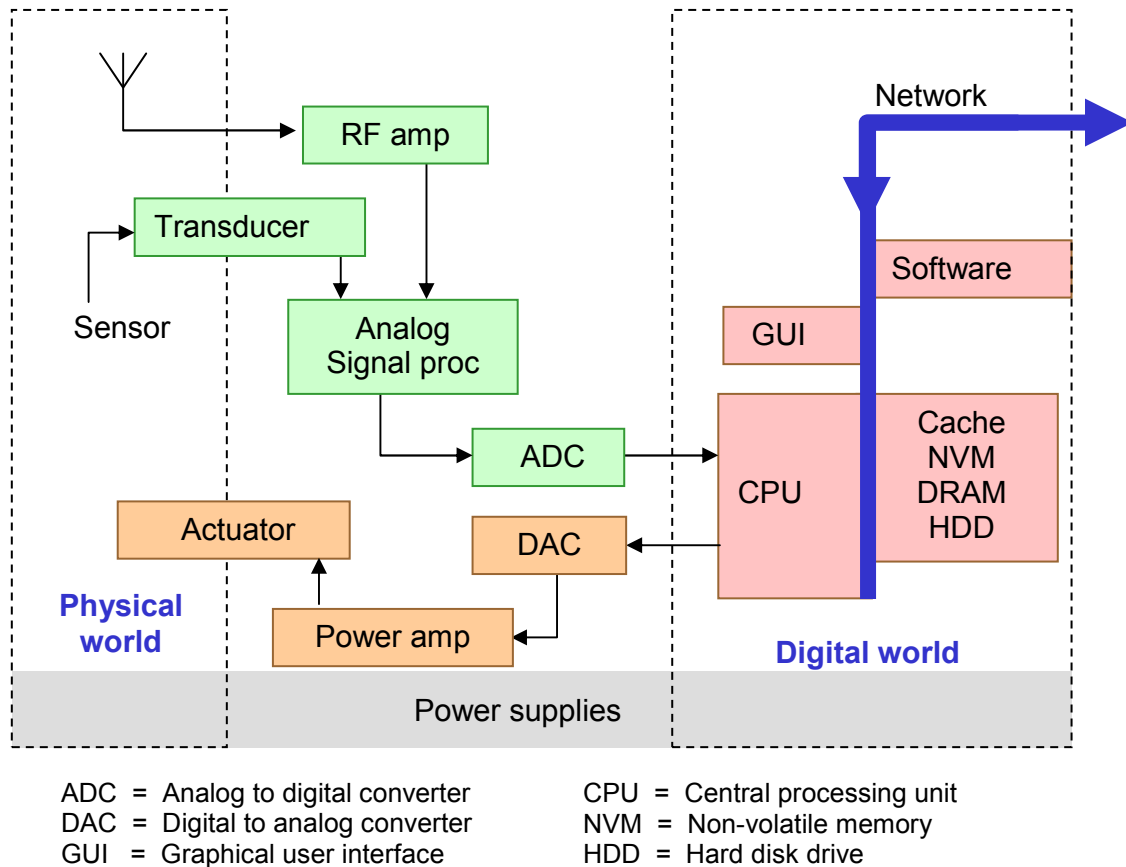 Network
RF amp
Transducer
Software
Sensor
Analog
Signal proc
GUI
Cache
NVM
DRAM
HDD
ADC
CPU
Actuator
DAC
Physical
world
Power amp
Digital world
Power supplies
ADC = Analog to digital converter
DAC = Digital to analog converter
GUI = Graphical user interface
CPU = Central processing unit
NVM = Non-volatile memory
HDD = Hard disk drive